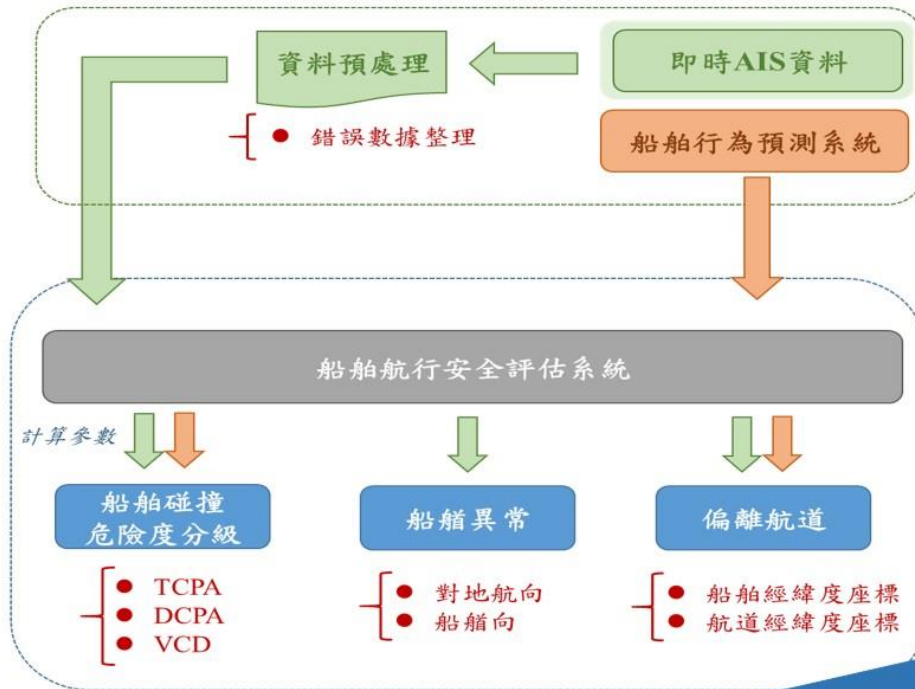 資料預處理
即時AIS資料
錯誤數據整理
船舶行為預測系統
船舶航行安全評估系統
計算參數
船舶碰撞
危險度分級
船艏異常
偏離航道
TCPA
DCPA
VCD
對地航向
船艏向
船舶經緯度座標
航道經緯度座標